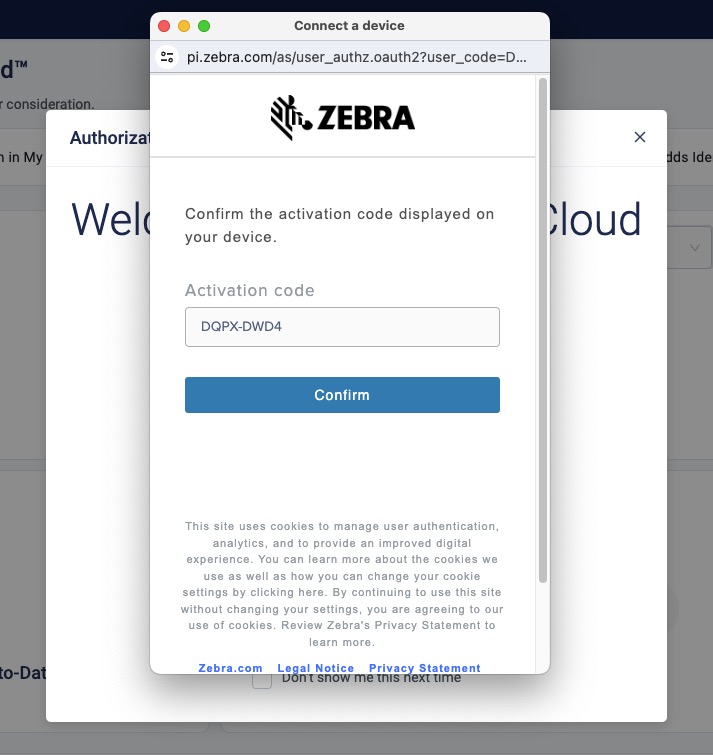 Connect a device
pi.zebra.com/as/user_authz.oauth2?user_code=D...
d™
ZEBRA
r consideration.
Authorizat
n in My
dds Ide
Welc
Cloud
Confirm the activation code displayed on
your device.
Activation code
DQPX-DWD4
Confirm
This site uses cookies to manage user authentication,
analytics, and to provide an improved digital
experience. You can learn more about the cookies we
use as well as how you can change your cookie
settings by clicking here. By continuing to use this site
without changing your settings, you are agreeing to our
use of cookies. Review Zebra's Privacy Statement to
learn more.
Zebra.com Legal Notice Privacy Statement
to-Dat
Don't show me this next time